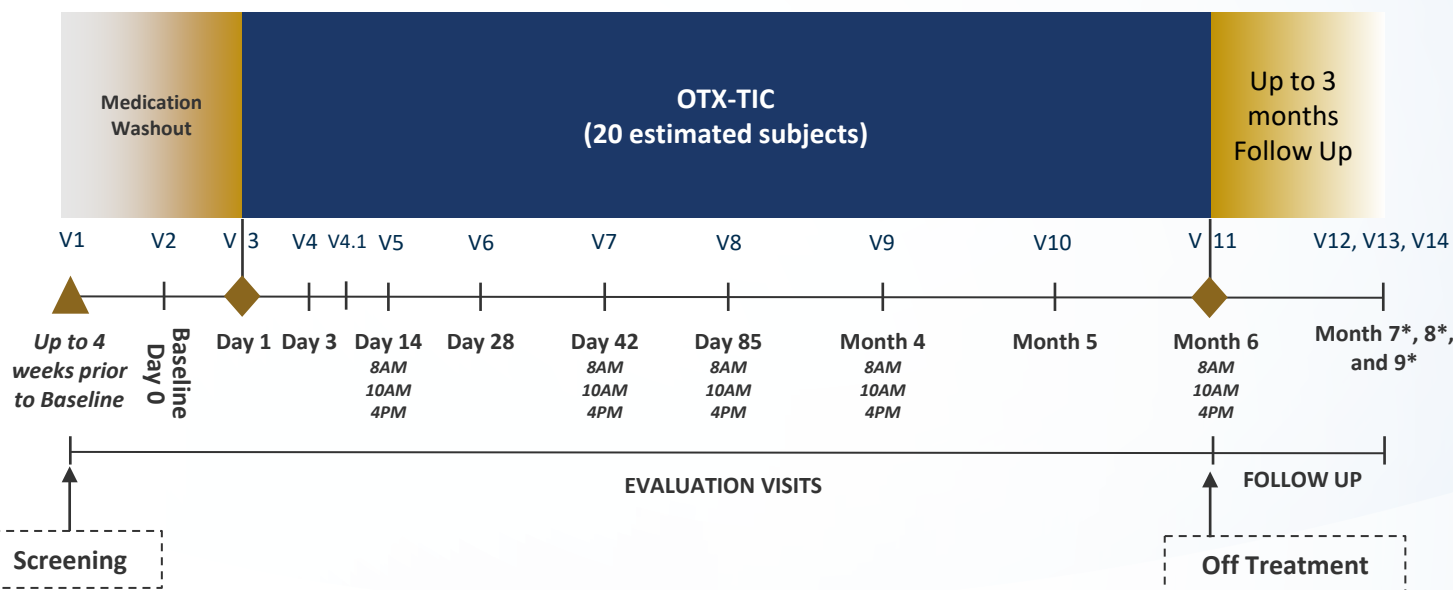 Medication
Washout
OTX-TIC
(20 estimated subjects)
Up to 3
months
Follow Up
V1 V2 V 3 V4 V4.1 V5 V6 V7 V8 V9 V10 V 11 V12, V13, V14
Up to 4
weeks prior
to Baseline
Baseline
Day 0
Day 1
Day 3
Day 14
8AM
10AM
4PM
Day 28
Day 42
8AM
10AM
4PM
Day 85
8AM
10AM
4PM
Month 4
8AM
10AM
4PM
Month 5
Month 6
8AM
10AM
4PM
Month 7*, 8*,
and 9*
EVALUATION VISITS
FOLLOW UP
Screening
Off Treatment